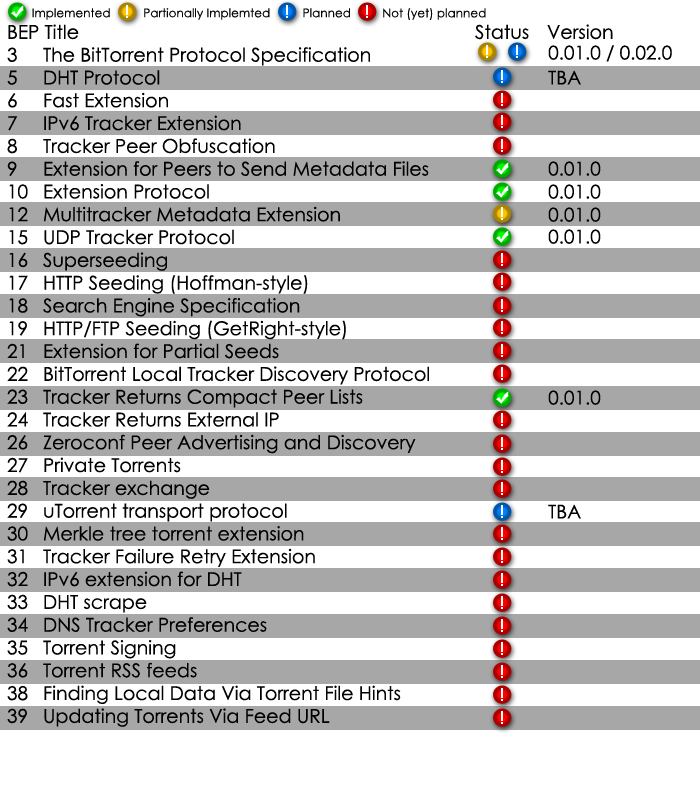 Implemented Partionally Implemted Planned Not (yet) planned
BEP Title Status Version
3 The BitTorrent Protocol Specification 0.01.0 / 0.02.0
5 DHT Protocol TBA
6 Fast Extension
7 IPv6 Tracker Extension
8 Tracker Peer Obfuscation
9 Extension for Peers to Send Metadata Files 0.01.0
10 Extension Protocol 0.01.0
12 Multitracker Metadata Extension 0.01.0
15 UDP Tracker Protocol 0.01.0
16 Superseeding
17 HTTP Seeding (Hoffman-style)
18 Search Engine Specification
19 HTTP/FTP Seeding (GetRight-style)
21 Extension for Partial Seeds
22 BitTorrent Local Tracker Discovery Protocol
23 Tracker Returns Compact Peer Lists 0.01.0
24 Tracker Returns External IP
26 Zeroconf Peer Advertising and Discovery
27 Private Torrents
28 Tracker exchange
29 uTorrent transport protocol TBA
30 Merkle tree torrent extension
31 Tracker Failure Retry Extension
32 IPv6 extension for DHT
33 DHT scrape
34 DNS Tracker Preferences
35 Torrent Signing
36 Torrent RSS feeds
38 Finding Local Data Via Torrent File Hints
39 Updating Torrents Via Feed URL